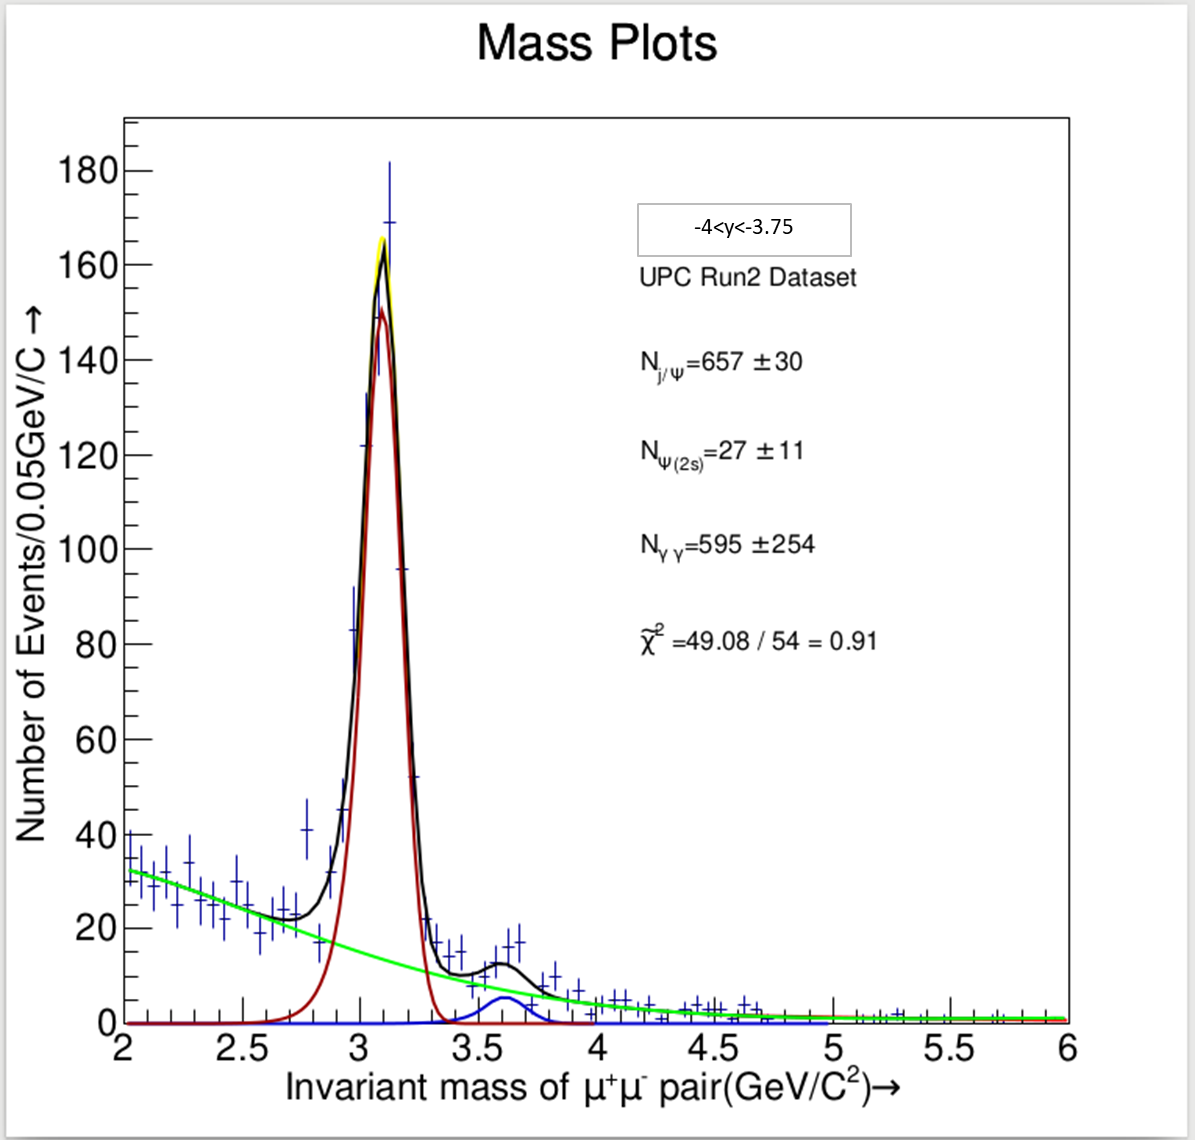 Mass Plots
Number of Events/0.05GeV/C →
180
160
140
120
100
80
60
40
20
0
-4<y<-3.75
UPC Run2 Dataset
N_{j/Ψ}=657 ±30
N_{Ψ(2s)}=27 ±11
N_{γ γ}=595 ±254
χ̃² =49.08 / 54 = 0.91
2 2.5 3 3.5 4 4.5 5 5.5 6
Invariant mass of μ⁺μ⁻ pair(GeV/C²)→